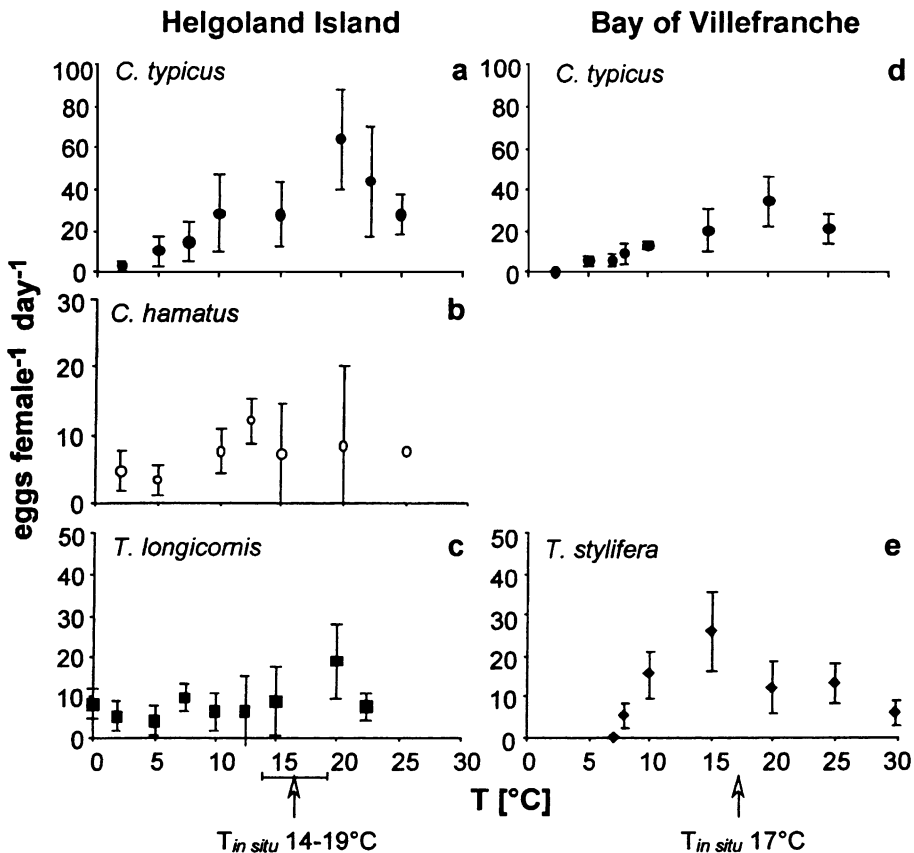 Helgoland Island
Bay of Villefranche
eggs female-1 day-1
C. typicus
a
100
80
60
40
20
0
C. typicus
d
100
80
60
40
20
0
C. hamatus
b
30
20
10
0
T. longicornis
c
50
40
30
20
10
0
0 5 10 15 20 25 30
T. stylifera
e
50
40
30
20
10
0
0 5 10 15 20 25 30
T [°C]
T in situ 14-19°C
T in situ 17°C